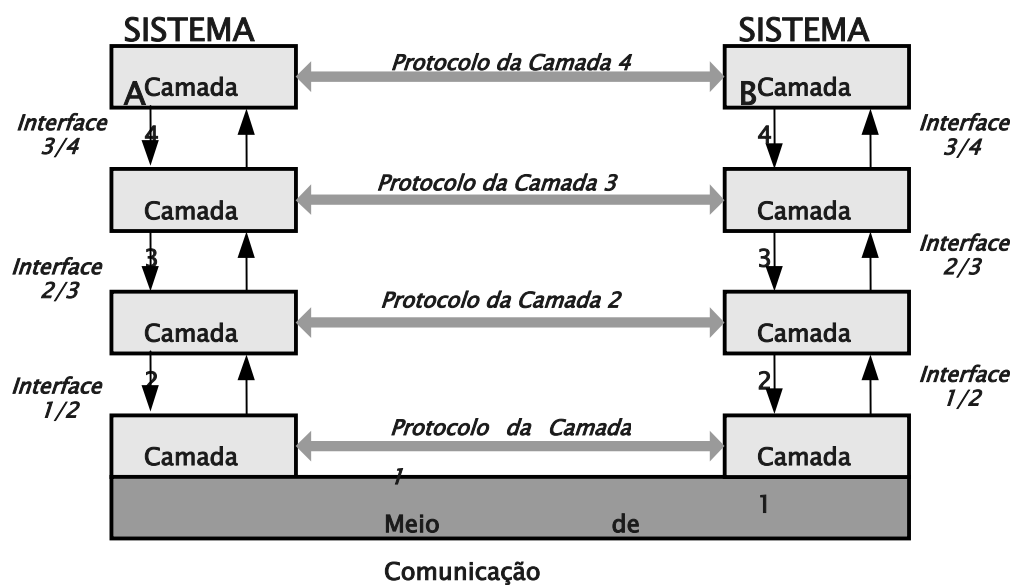 SISTEMA SISTEMA
Protocolo da Camada 4
A Camada B Camada
Interface 4 4 Interface
3/4 3/4
Protocolo da Camada 3
Camada Camada
Interface 3 3 Interface
2/3 2/3
Protocolo da Camada 2
Camada Camada
Interface 2 2 Interface
1/2 1/2
Protocolo da Camada
Camada Camada
1
1
Meio de
Comunicação